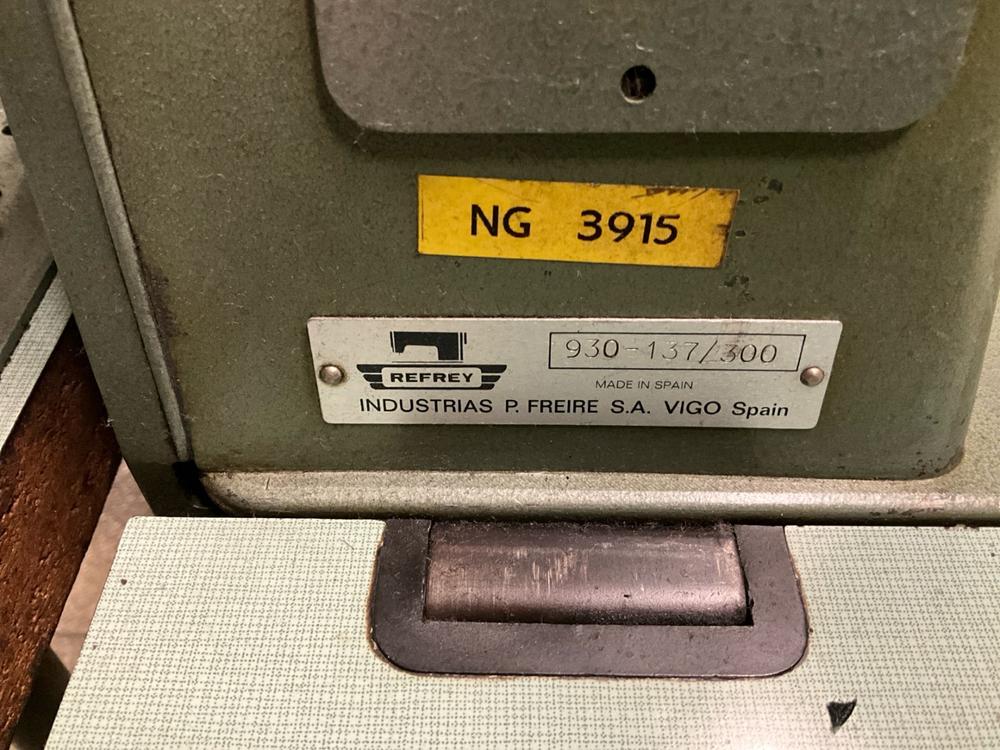 NG 3915
930-137/300
REFREY
MADE IN SPAIN
INDUSTRIAS P. FREIRE S.A. VIGO Spain